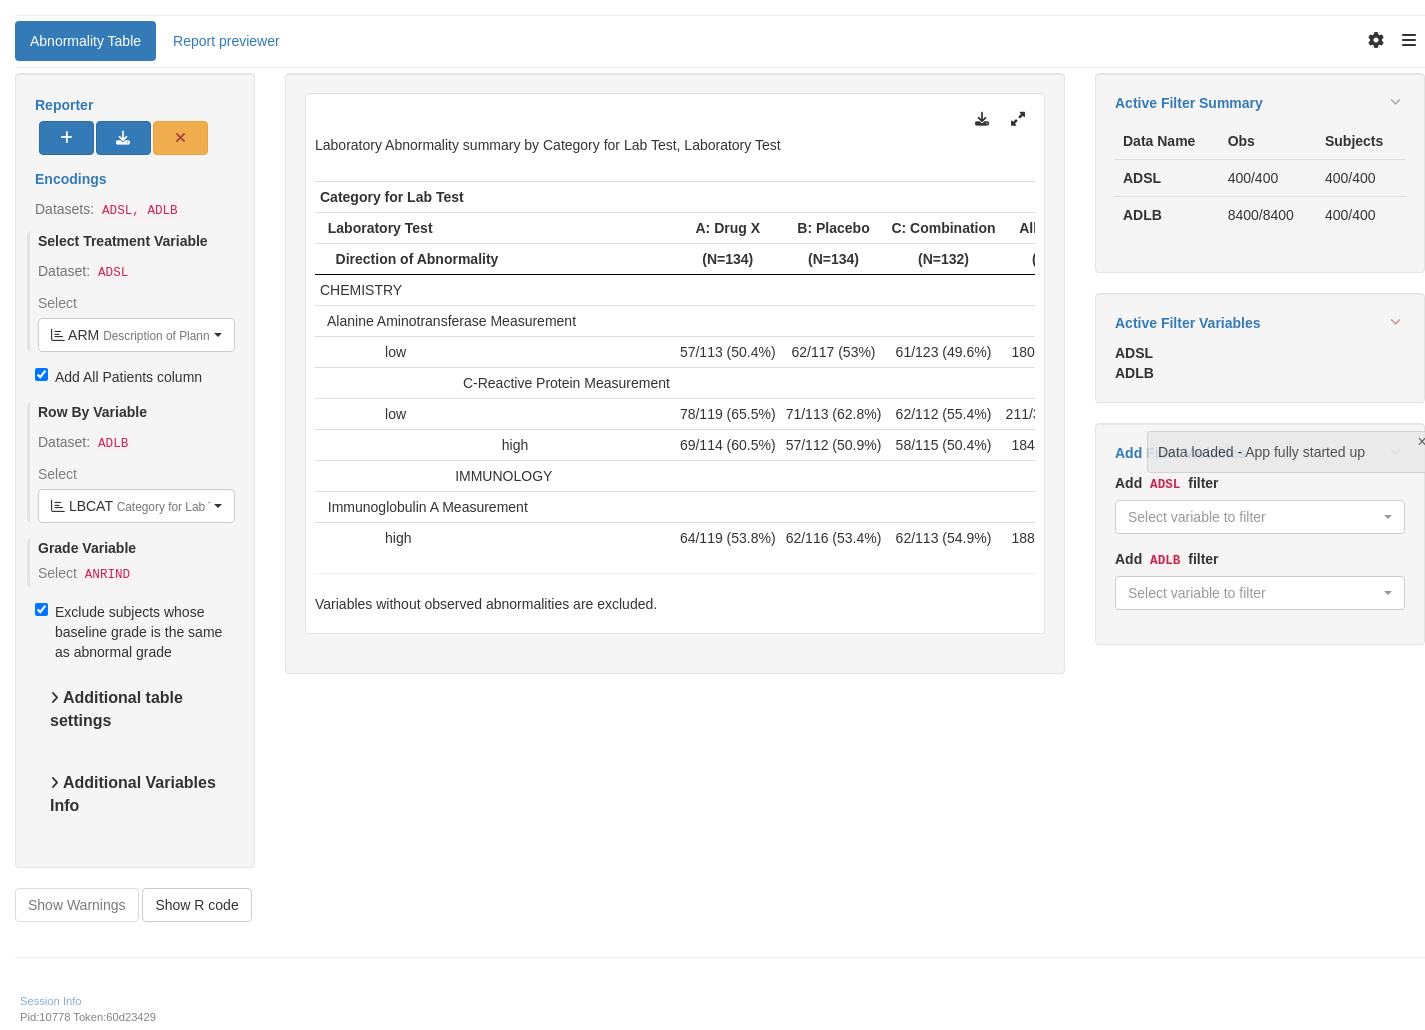 Abnormality Table
Report previewer
Reporter
Encodings
Datasets: ADSL, ADLB
Select Treatment Variable
Dataset: ADSL
Select
ARM Description of Plann
Add All Patients column
Row By Variable
Dataset: ADLB
Select
LBCAT Category for Lab
Grade Variable
Select ANRIND
Exclude subjects whose
baseline grade is the same
as abnormal grade
Additional table
settings
Additional Variables
Info
Show Warnings
Show R code
Laboratory Abnormality summary by Category for Lab Test, Laboratory Test
Category for Lab Test
Laboratory Test A: Drug X B: Placebo C: Combination All
Direction of Abnormality (N=134) (N=134) (N=132) (
CHEMISTRY
Alanine Aminotransferase Measurement
low 57/113 (50.4%) 62/117 (53%) 61/123 (49.6%) 180
C-Reactive Protein Measurement
low 78/119 (65.5%) 71/113 (62.8%) 62/112 (55.4%) 211/3
high 69/114 (60.5%) 57/112 (50.9%) 58/115 (50.4%) 184
IMMUNOLOGY
Immunoglobulin A Measurement
high 64/119 (53.8%) 62/116 (53.4%) 62/113 (54.9%) 188
Variables without observed abnormalities are excluded.
Active Filter Summary
Data Name Obs Subjects
ADSL 400/400 400/400
ADLB 8400/8400 400/400
Active Filter Variables
ADSL
ADLB
Add
Data loaded - App fully started up
×
Add ADSL filter
Select variable to filter
Add ADLB filter
Select variable to filter
Session Info
Pid:10778 Token:60d23429